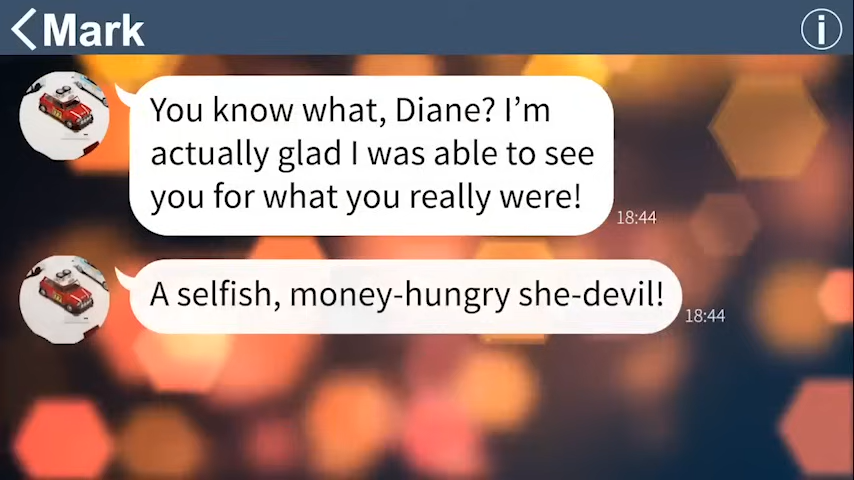 Mark
You know what, Diane? I’m
actually glad I was able to see
you for what you really were!
18:44
A selfish, money-hungry she-devil!
18:44